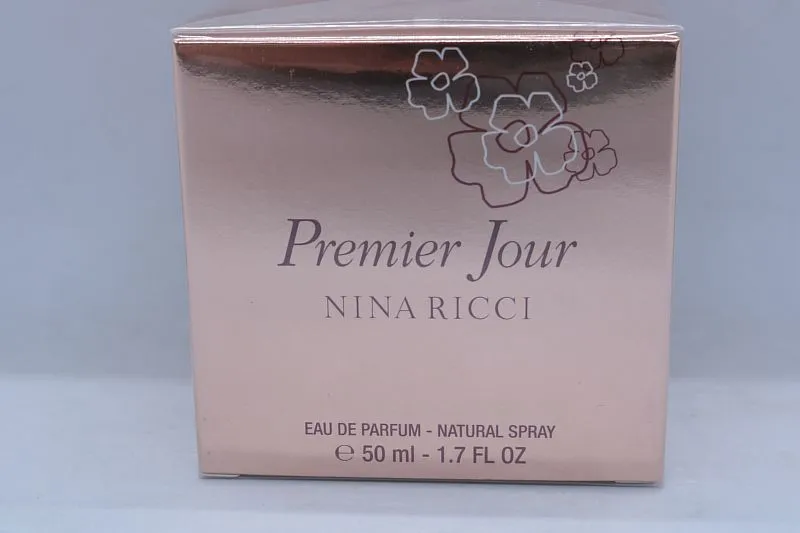 Premier Jour
NINA RICCI
EAU DE PARFUM - NATURAL SPRAY
℮ 50 ml - 1.7 FL OZ